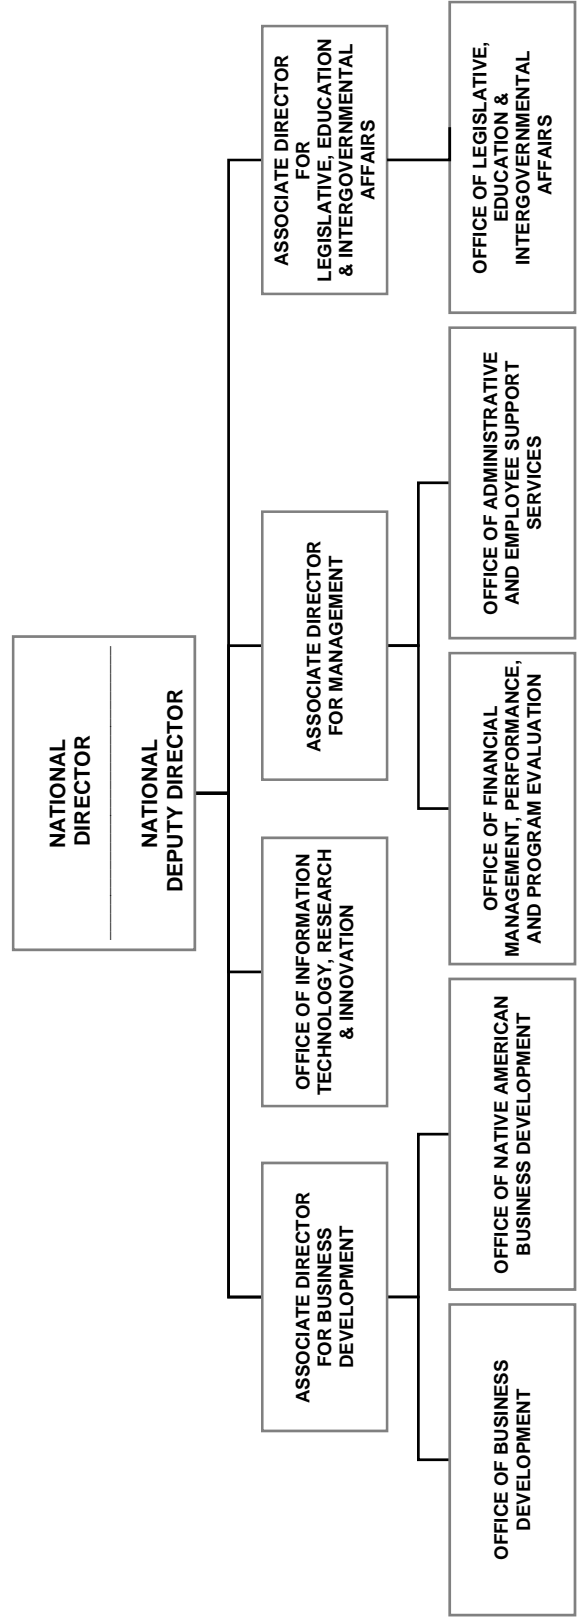 NATIONAL
DIRECTOR
NATIONAL
DEPUTY DIRECTOR
ASSOCIATE DIRECTOR
FOR BUSINESS
DEVELOPMENT
OFFICE OF INFORMATION
TECHNOLOGY, RESEARCH
& INNOVATION
ASSOCIATE DIRECTOR
FOR MANAGEMENT
ASSOCIATE DIRECTOR
FOR
LEGISLATIVE, EDUCATION
& INTERGOVERNMENTAL
AFFAIRS
OFFICE OF BUSINESS
DEVELOPMENT
OFFICE OF NATIVE AMERICAN
BUSINESS DEVELOPMENT
OFFICE OF FINANCIAL
MANAGEMENT, PERFORMANCE,
AND PROGRAM EVALUATION
OFFICE OF ADMINISTRATIVE
AND EMPLOYEE SUPPORT
SERVICES
OFFICE OF LEGISLATIVE,
EDUCATION &
INTERGOVERNMENTAL
AFFAIRS